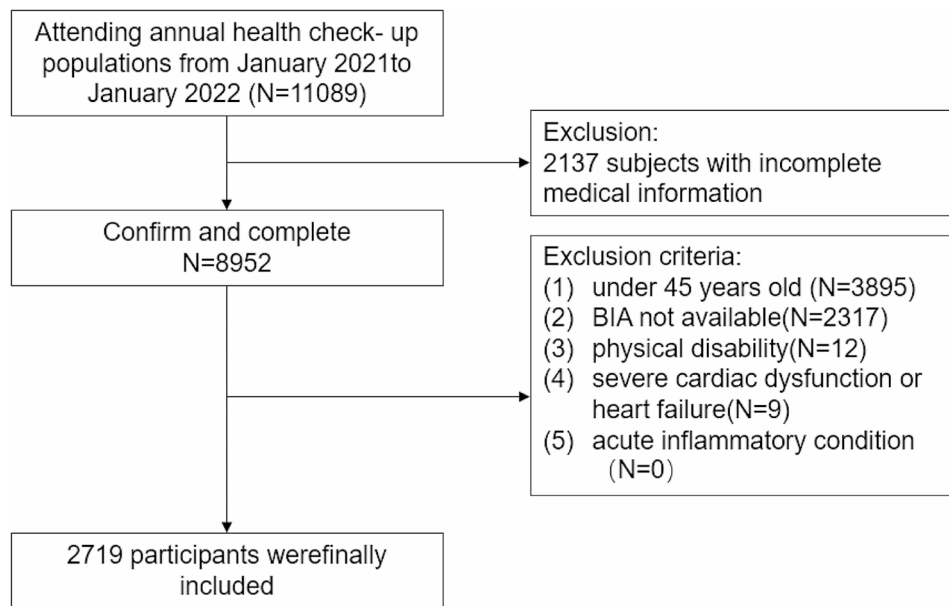 Attending annual health check- up
populations from January 2021to
January 2022 (N=11089)
Exclusion:
2137 subjects with incomplete
medical information
Confirm and complete
N=8952
Exclusion criteria:
(1) under 45 years old (N=3895)
(2) BIA not available(N=2317)
(3) physical disability(N=12)
(4) severe cardiac dysfunction or
heart failure(N=9)
(5) acute inflammatory condition
（N=0）
2719 participants werefinally
included